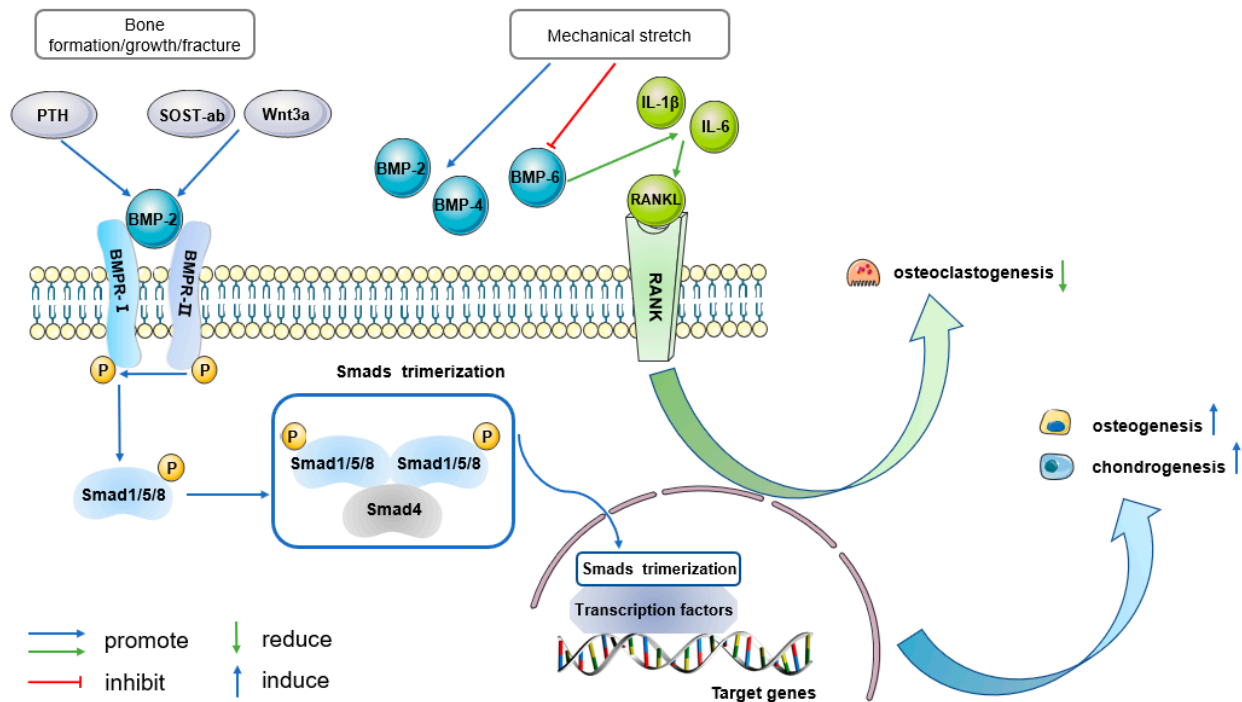 Bone
formation/growth/fracture
Mechanical stretch
PTH
SOST-ab
Wnt3a
IL-1β
IL-6
BMP-2
BMP-4
BMP-6
BMP-2
RANKL
BMPR-I
BMPR-II
RANK
osteoclastogenesis
P
P
Smads trimerization
osteogenesis
chondrogenesis
P
Smad1/5/8
P
P
Smad1/5/8
Smad1/5/8
Smad4
Smads trimerization
Transcription factors
Target genes
promote
reduce
inhibit
induce